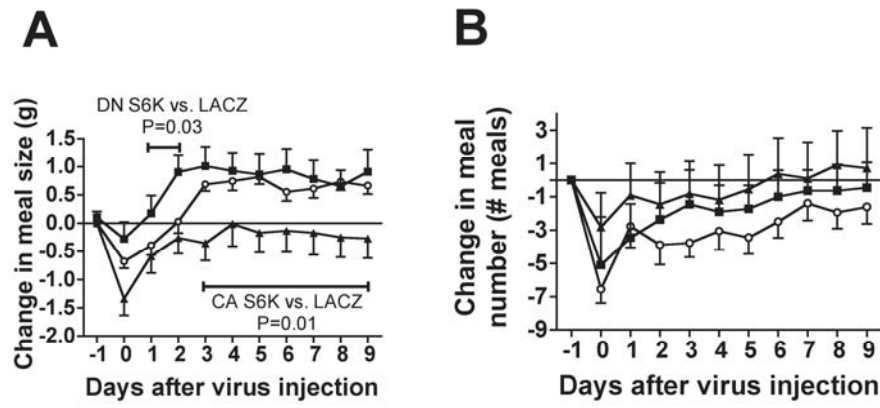 A
DN S6K vs. LACZ
P=0.03
Change in meal size (g)
1.5
1.0
0.5
0.0
-0.5
-1.0
-1.5
-2.0
CA S6K vs. LACZ
P=0.01
-1 0 1 2 3 4 5 6 7 8 9
Days after virus injection
B
Change in meal
number (# meals)
3
1
-1
-3
-5
-7
-9
-1 0 1 2 3 4 5 6 7 8 9
Days after virus injection